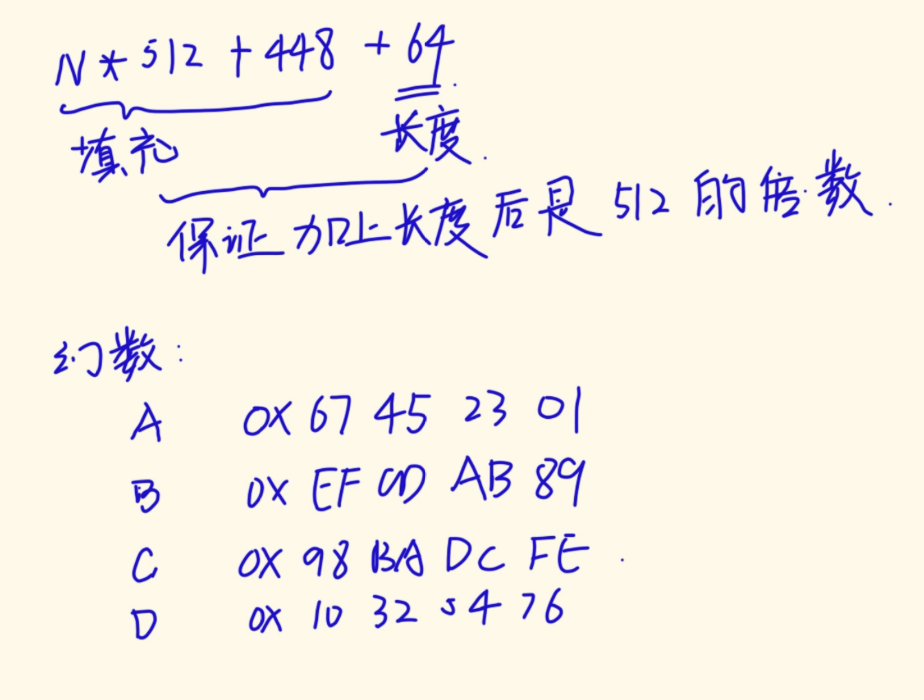 N * 512 + 448 + 64.
填充 长度.
保证加上长度后是 512 的倍数.
幻数:
A 0X 67 45 23 01
B 0X EF CD AB 89
C 0X 98 BA DC FE.
D 0X 10 32 54 76